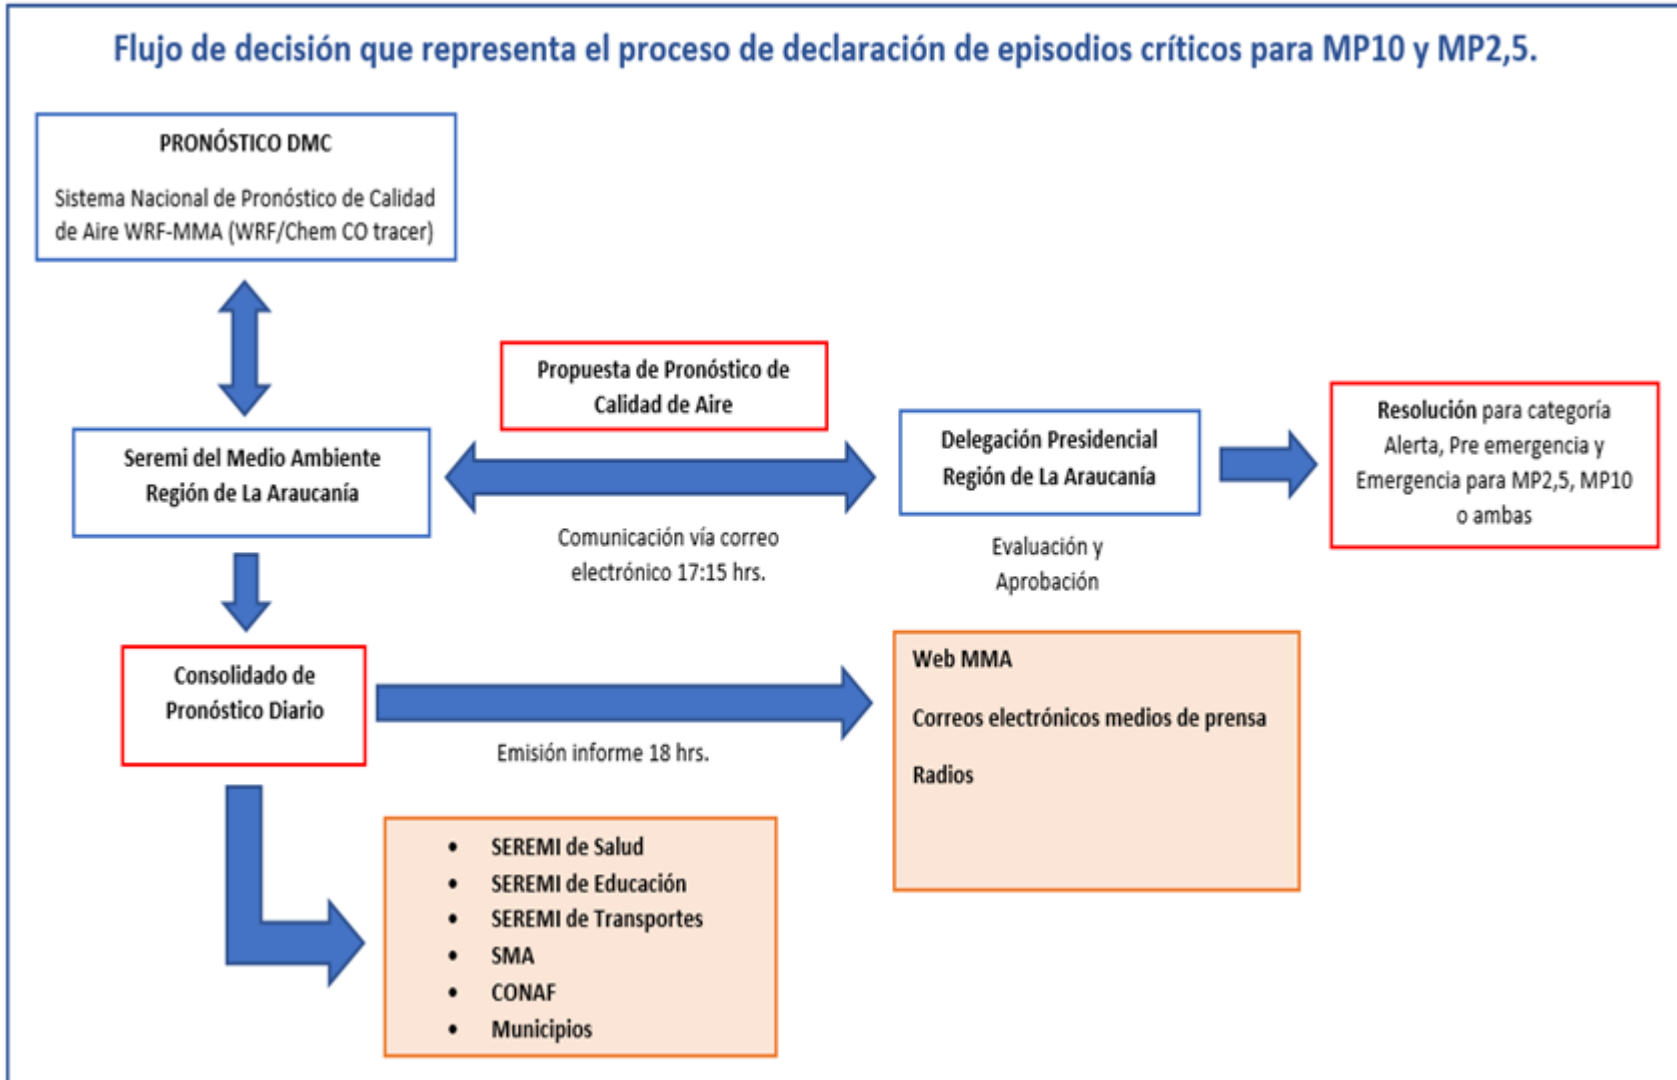 Flujo de decisión que representa el proceso de declaración de episodios críticos para MP10 y MP2,5.
PRONÓSTICO DMC
Sistema Nacional de Pronóstico de Calidad
de Aire WRF-MMA (WRF/Chem CO tracer)
Propuesta de Pronóstico de
Calidad de Aire
Seremi del Medio Ambiente
Región de La Araucanía
Comunicación vía correo
electrónico 17:15 hrs.
Delegación Presidencial
Región de La Araucanía
Evaluación y
Aprobación
Resolución para categoría
Alerta, Pre emergencia y
Emergencia para MP2,5, MP10
o ambas
Consolidado de
Pronóstico Diario
Emisión informe 18 hrs.
Web MMA
Correos electrónicos medios de prensa
Radios
• SEREMI de Salud
• SEREMI de Educación
• SEREMI de Transportes
• SMA
• CONAF
• Municipios